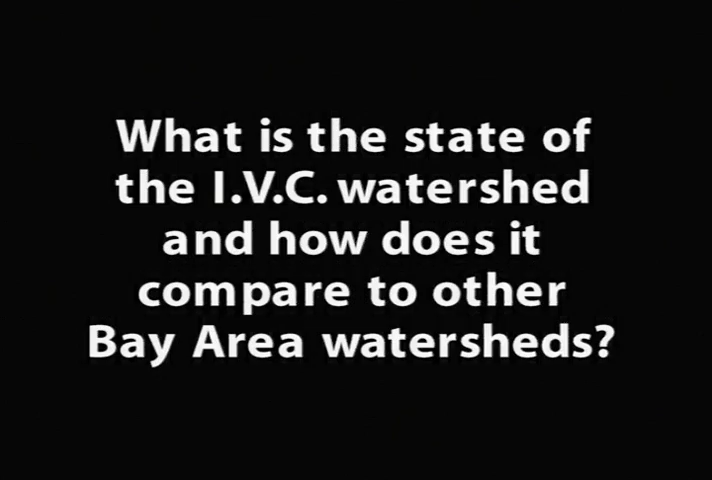 What is the state of
the I.V.C. watershed
and how does it
compare to other
Bay Area watersheds?